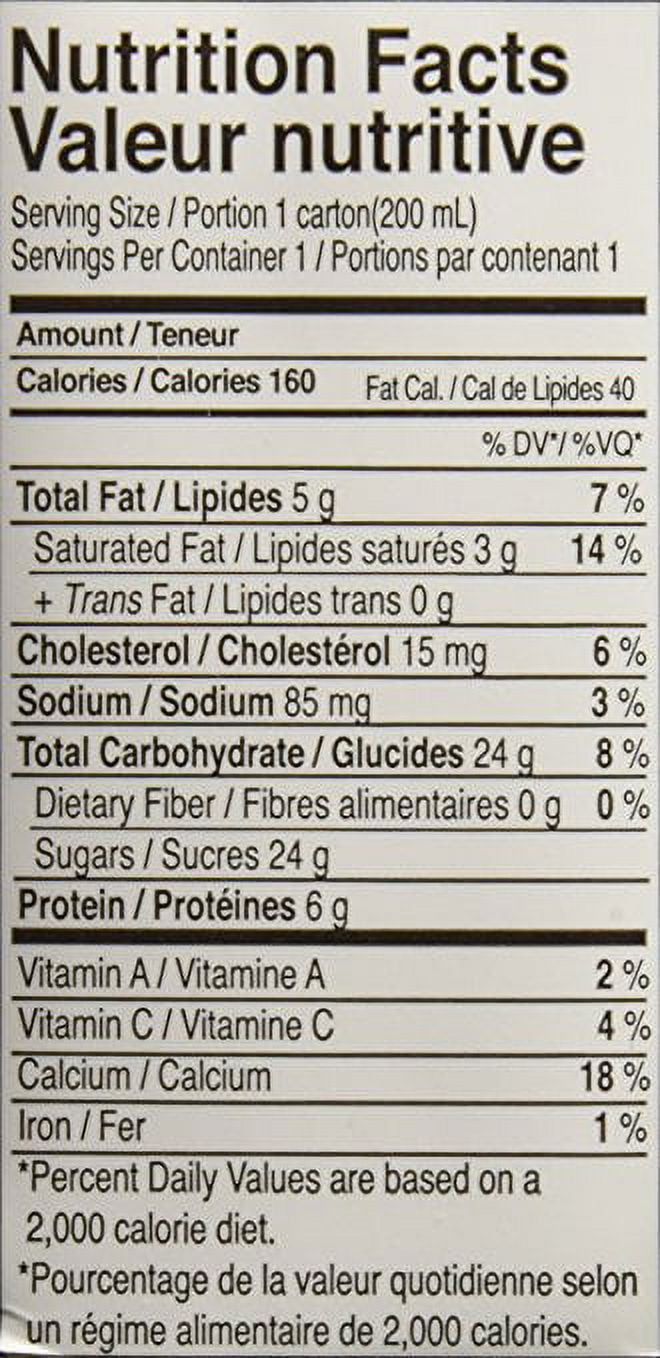 Nutrition Facts
Valeur nutritive
Serving Size / Portion 1 carton(200 mL)
Servings Per Container 1 / Portions par contenant 1
Amount / Teneur
Calories / Calories 160 Fat Cal. / Cal de Lipides 40
% DV*/ %VQ*
Total Fat / Lipides 5 g 7 %
Saturated Fat / Lipides saturés 3 g 14 %
+ Trans Fat / Lipides trans 0 g
Cholesterol / Cholestérol 15 mg 6 %
Sodium / Sodium 85 mg 3 %
Total Carbohydrate / Glucides 24 g 8 %
Dietary Fiber / Fibres alimentaires 0 g 0 %
Sugars / Sucres 24 g
Protein / Protéines 6 g
Vitamin A / Vitamine A 2 %
Vitamin C / Vitamine C 4 %
Calcium / Calcium 18 %
Iron / Fer 1 %
*Percent Daily Values are based on a
2,000 calorie diet.
*Pourcentage de la valeur quotidienne selon
un régime alimentaire de 2,000 calories.